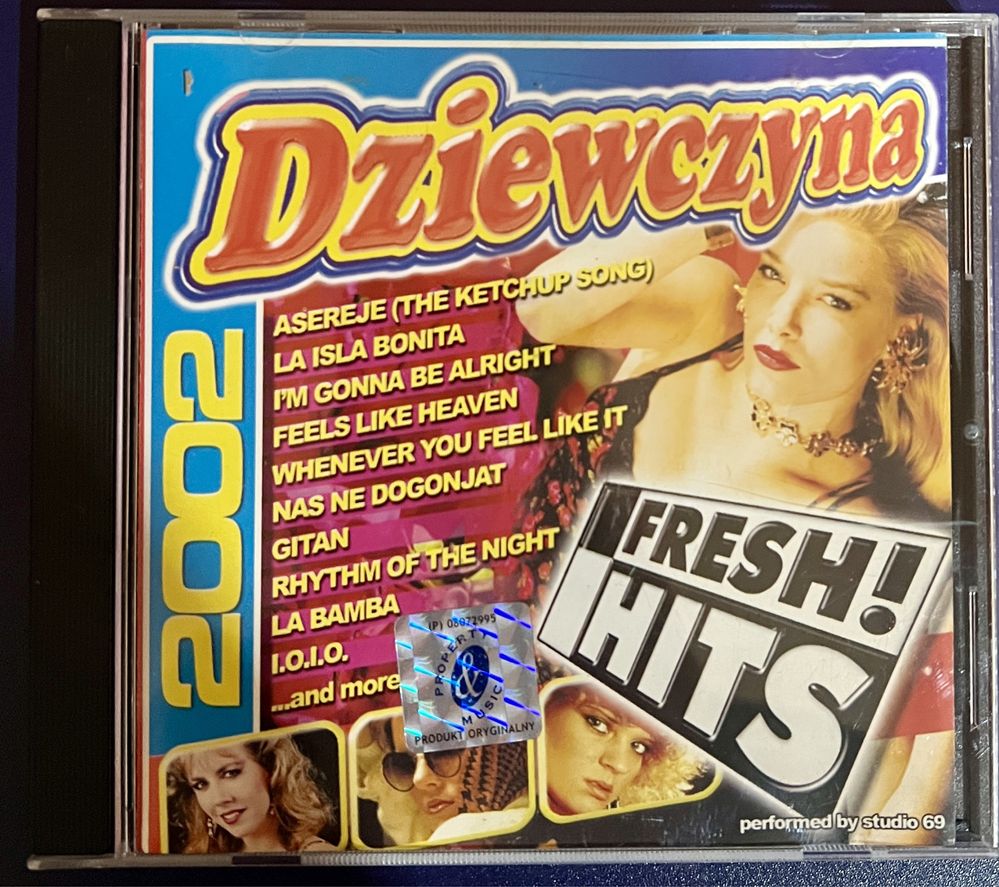 Dziewczyna
2002
ASEREJE (THE KETCHUP SONG)
LA ISLA BONITA
I'M GONNA BE ALRIGHT
FEELS LIKE HEAVEN
WHENEVER YOU FEEL LIKE IT
NAS NE DOGONJAT
GITAN
RHYTHM OF THE NIGHT
LA BAMBA
I.O.I.O.
...and more
FRESH!
HITS
(P) 08072995
PROPERTY
&
MUSIC
PRODUKT ORYGINALNY
performed by studio 69